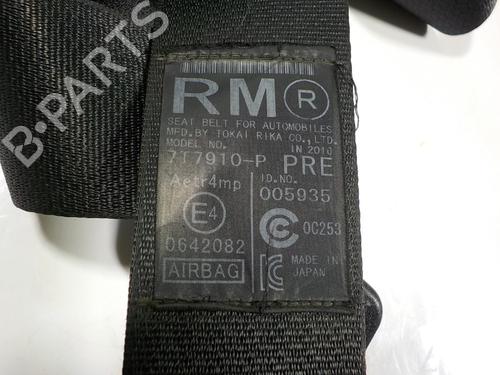 B-PARTS
RM R
SEAT BELT FOR AUTOMOBILES
MFD.BY TOKAI RIKA CO.,LTD.
MODEL NO. IN 2010
7T7910-P PRE
Aetr4mp ID.NO.
005935
E4
0C253
0642082
AIRBAG
MADE IN
JAPAN